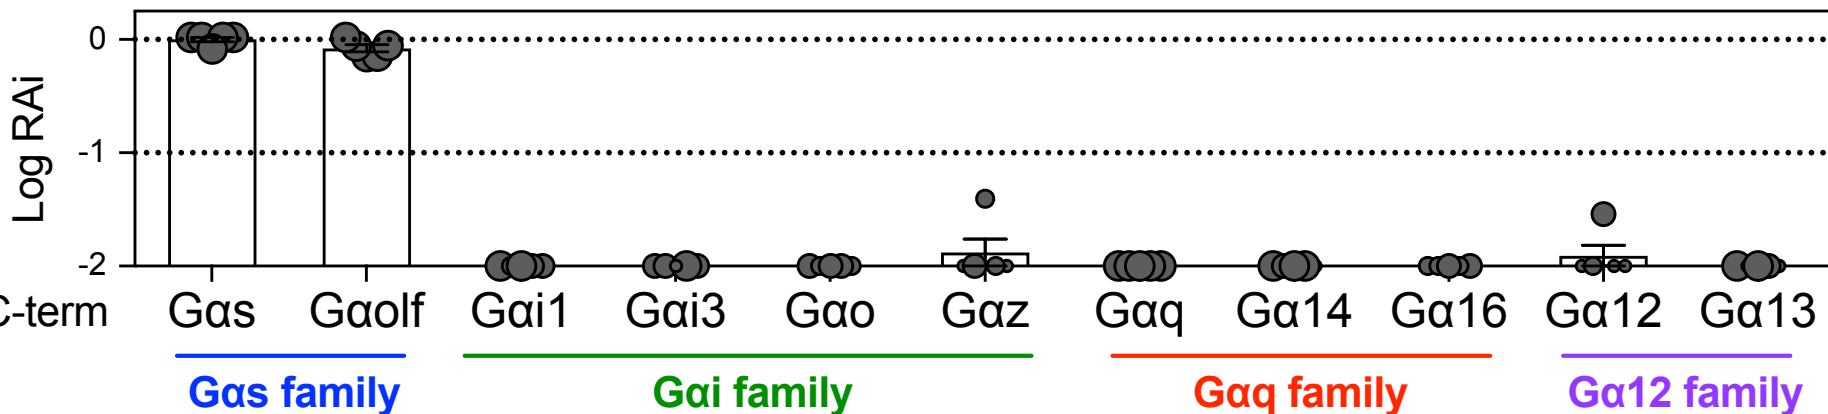 Log RAi
0
-1
-2
C-term Gαs Gαolf Gαi1 Gαi3 Gαo Gαz Gαq Gα14 Gα16 Gα12 Gα13
Gαs family Gαi family Gαq family Gα12 family